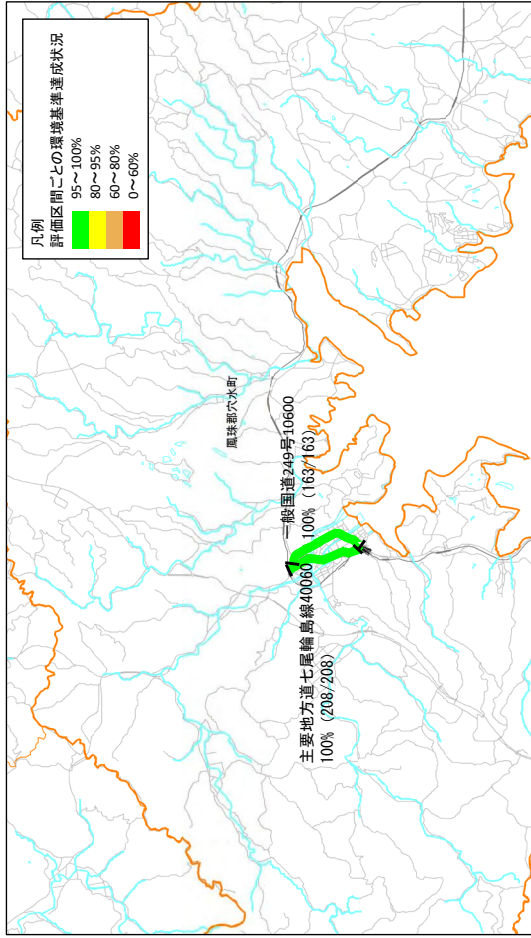 凡例
評価区間ごとの環境基準達成状況
95～100%
80～95%
60～80%
0～60%
鳳珠郡穴水町
一般国道249号10600
100% (163/163)
主要地方道七尾輪島線40060
100% (208/208)